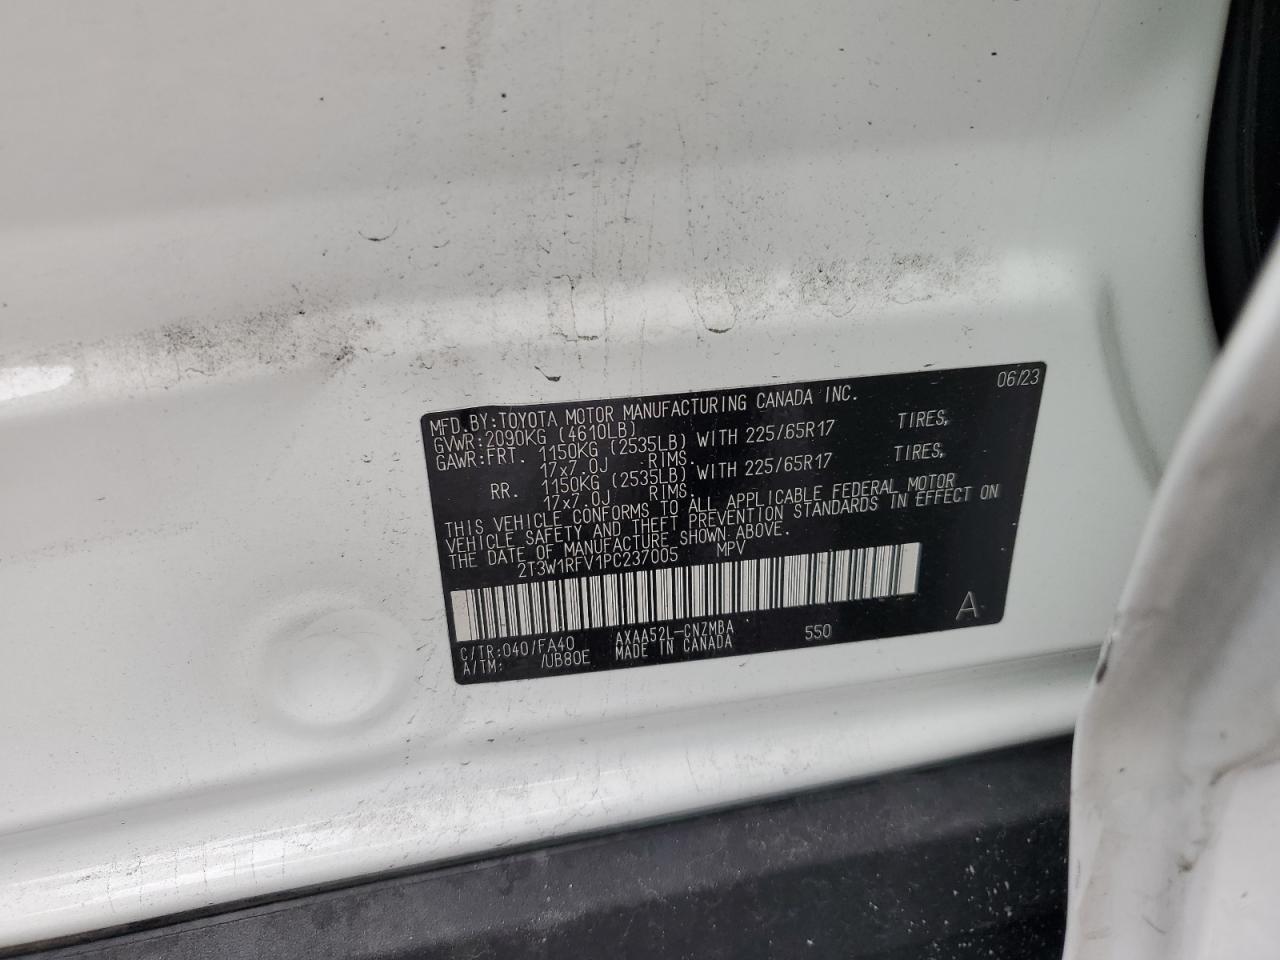 06/23
MFD.BY:TOYOTA MOTOR MANUFACTURING CANADA INC.
GVWR:2090KG (4610LB)
GAWR:FRT. 1150KG (2535LB) WITH 225/65R17 TIRES,
17x7.0J RIMS.
RR. 1150KG (2535LB) WITH 225/65R17 TIRES,
17x7.0J RIMS.
THIS VEHICLE CONFORMS TO ALL APPLICABLE FEDERAL MOTOR
VEHICLE SAFETY AND THEFT PREVENTION STANDARDS IN EFFECT ON
THE DATE OF MANUFACTURE SHOWN ABOVE.
2T3W1RFV1PC237005 MPV
C/TR:040/FA40 AXAA52L-CNZMBA 550 A
A/TM: /UB80E MADE IN CANADA